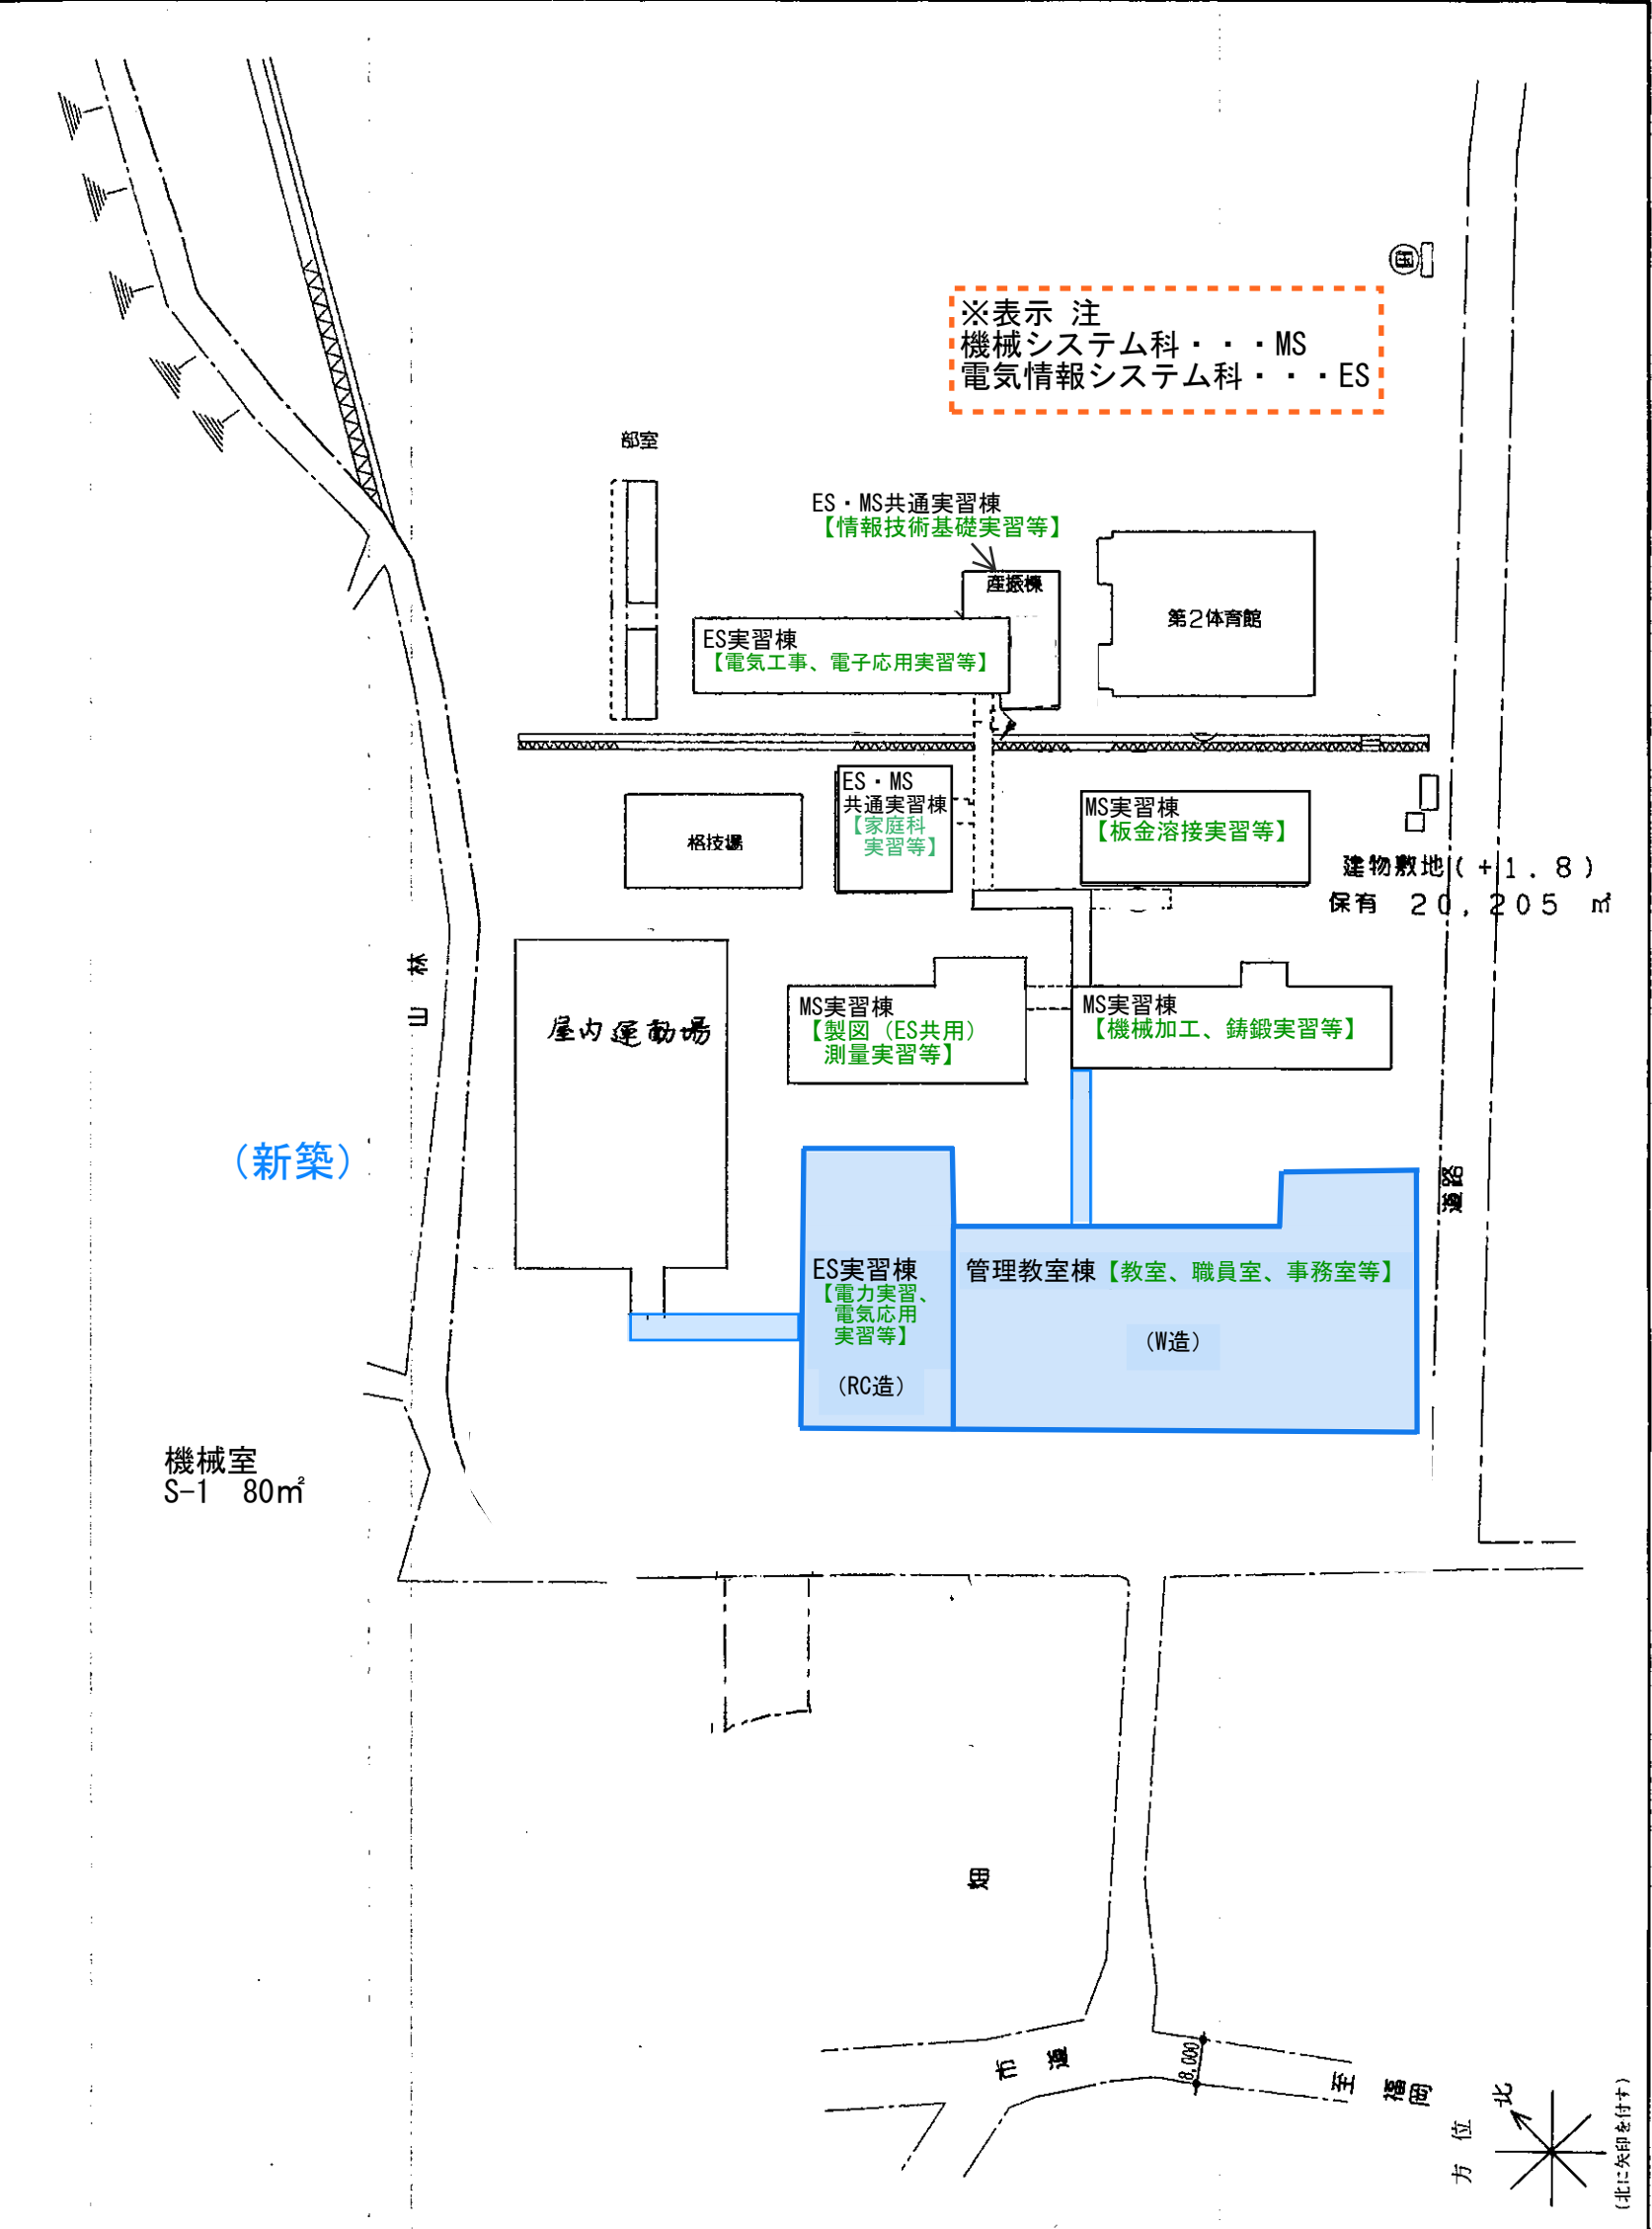 ※表示 注
機械システム科・・・MS
電気情報システム科・・・ES
部室
ES・MS共通実習棟
【情報技術基礎実習等】
産振棟
第2体育館
ES実習棟
【電気工事、電子応用実習等】
ES・MS
共通実習棟
【家庭科
実習等】
格技場
MS実習棟
【板金溶接実習等】
建物敷地(+1.8)
保有 20,205 ㎡
山林
屋内運動場
MS実習棟
【製図（ES共用）
測量実習等】
MS実習棟
【機械加工、鋳鍛実習等】
（新築）
道路
ES実習棟
【電力実習、
電気応用
実習等】
（RC造）
管理教室棟【教室、職員室、事務室等】
（W造）
機械室
S-1 80㎡
畑
市道
8,000
至 福岡
北
方位
(北に矢印を付す)